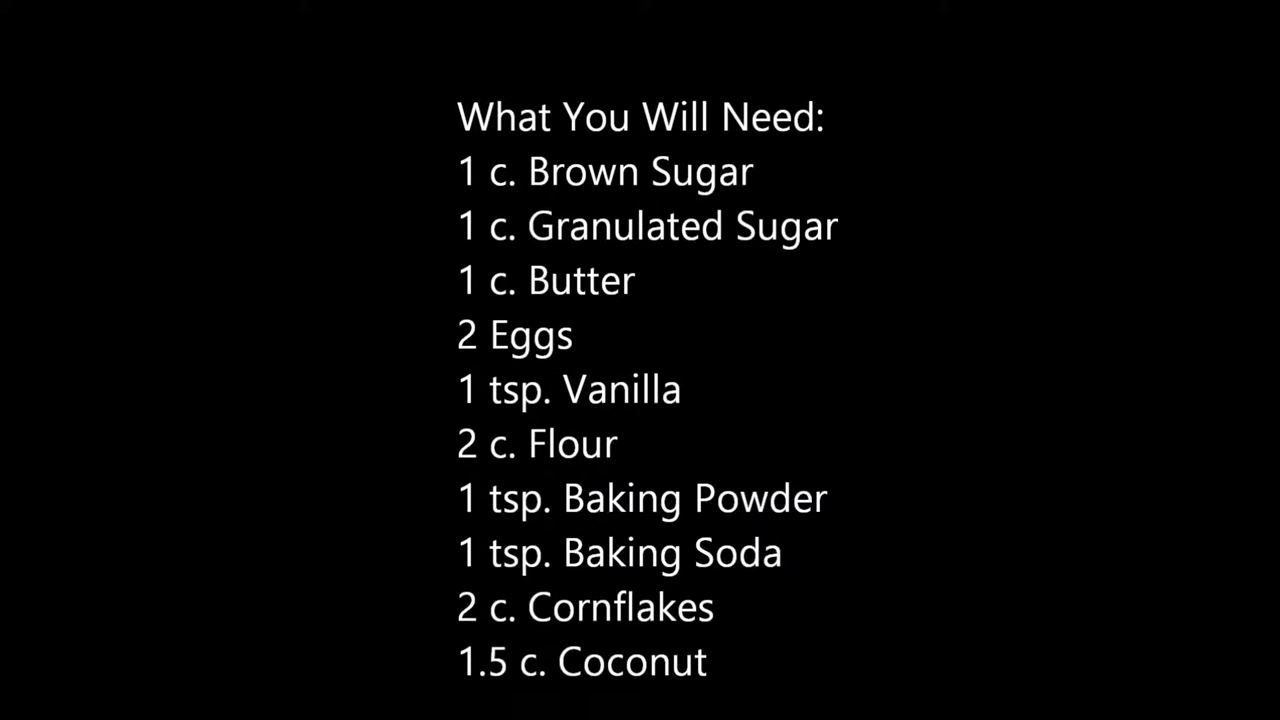 What You Will Need:
1 c. Brown Sugar
1 c. Granulated Sugar
1 c. Butter
2 Eggs
1 tsp. Vanilla
2 c. Flour
1 tsp. Baking Powder
1 tsp. Baking Soda
2 c. Cornflakes
1.5 c. Coconut